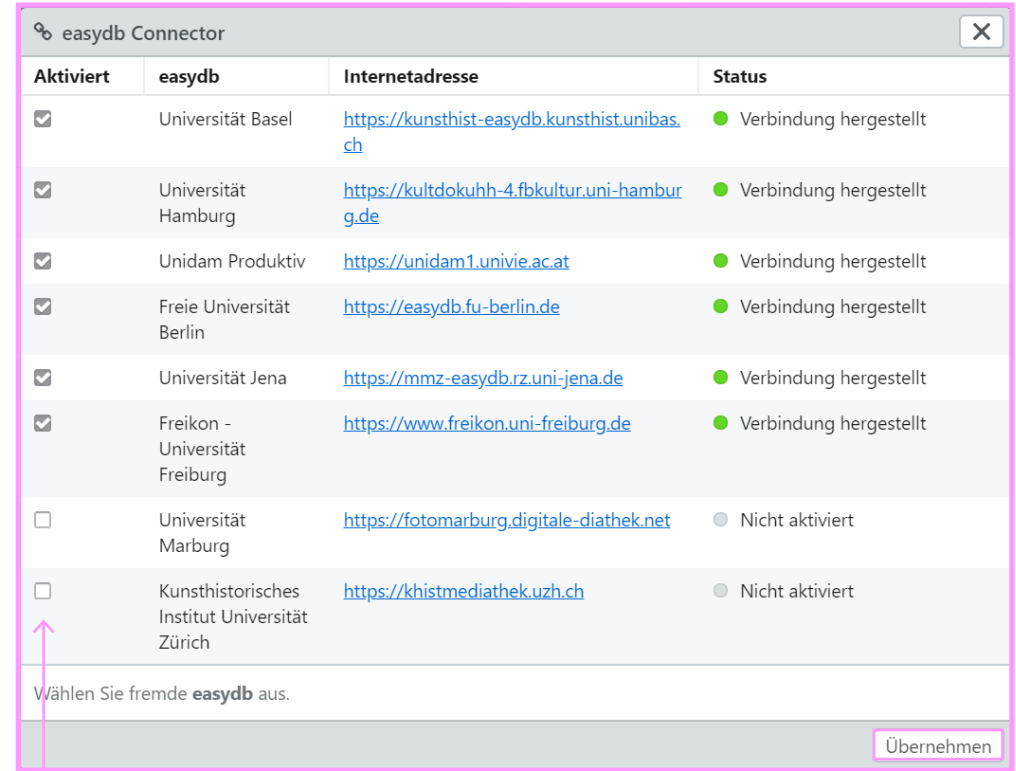 easydb Connector
Aktiviert easydb Internetadresse Status
Universität Basel https://kunsthist-easydb.kunsthist.unibas. Verbindung hergestellt
ch
Universität https://kultdokuhh-4.fbkultur.uni-hambur Verbindung hergestellt
Hamburg g.de
Unidam Produktiv https://unidam1.univie.ac.at Verbindung hergestellt
Freie Universität https://easydb.fu-berlin.de Verbindung hergestellt
Berlin
Universität Jena https://mmz-easydb.rz.uni-jena.de Verbindung hergestellt
Freikon - https://www.freikon.uni-freiburg.de Verbindung hergestellt
Universität
Freiburg
Universität https://fotomarburg.digitale-diathek.net Nicht aktiviert
Marburg
Kunsthistorisches https://khistmediathek.uzh.ch Nicht aktiviert
Institut Universität
Zürich
Wählen Sie fremde easydb aus.
Übernehmen